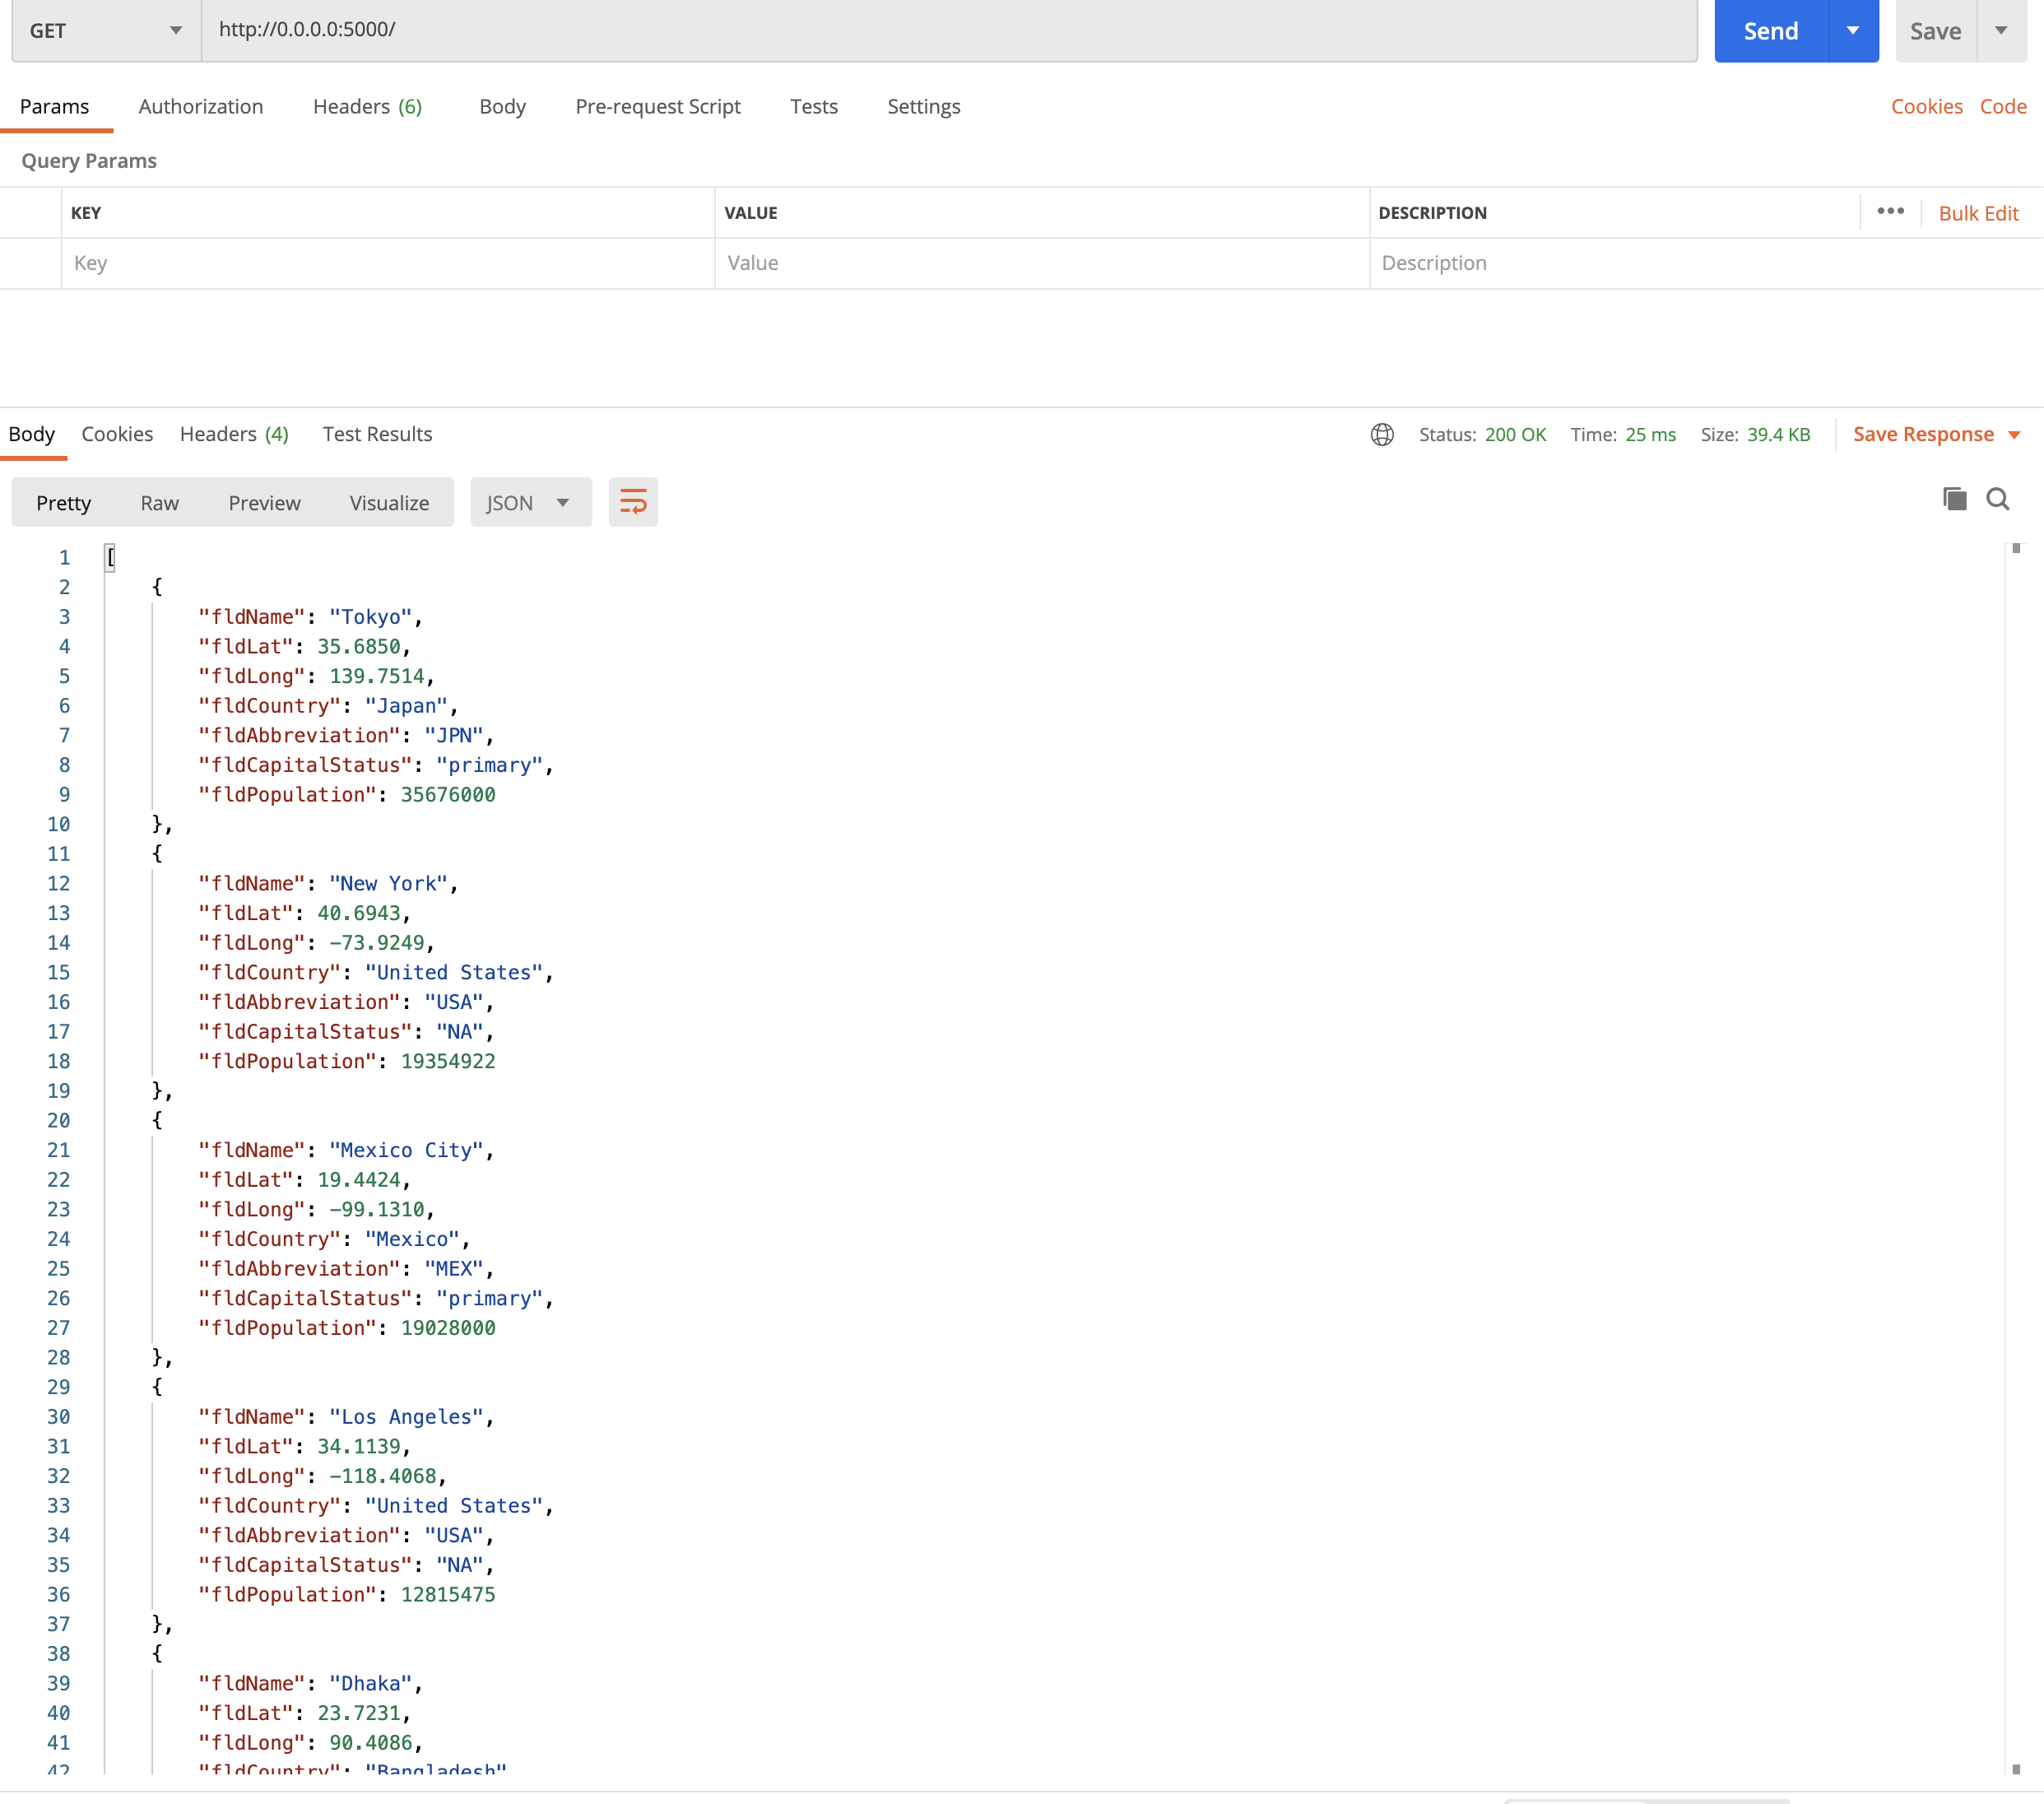 GET http://0.0.0.0:5000/ Send Save
Params Authorization Headers (6) Body Pre-request Script Tests Settings Cookies Code
Query Params
KEY VALUE DESCRIPTION ••• Bulk Edit
Key Value Description
Body Cookies Headers (4) Test Results Status: 200 OK Time: 25 ms Size: 39.4 KB Save Response
Pretty Raw Preview Visualize JSON
1 [
2 {
3 "fldName": "Tokyo",
4 "fldLat": 35.6850,
5 "fldLong": 139.7514,
6 "fldCountry": "Japan",
7 "fldAbbreviation": "JPN",
8 "fldCapitalStatus": "primary",
9 "fldPopulation": 35676000
10 },
11 {
12 "fldName": "New York",
13 "fldLat": 40.6943,
14 "fldLong": -73.9249,
15 "fldCountry": "United States",
16 "fldAbbreviation": "USA",
17 "fldCapitalStatus": "NA",
18 "fldPopulation": 19354922
19 },
20 {
21 "fldName": "Mexico City",
22 "fldLat": 19.4424,
23 "fldLong": -99.1310,
24 "fldCountry": "Mexico",
25 "fldAbbreviation": "MEX",
26 "fldCapitalStatus": "primary",
27 "fldPopulation": 19028000
28 },
29 {
30 "fldName": "Los Angeles",
31 "fldLat": 34.1139,
32 "fldLong": -118.4068,
33 "fldCountry": "United States",
34 "fldAbbreviation": "USA",
35 "fldCapitalStatus": "NA",
36 "fldPopulation": 12815475
37 },
38 {
39 "fldName": "Dhaka",
40 "fldLat": 23.7231,
41 "fldLong": 90.4086,
42 "fldCountry": "Bangladesh"